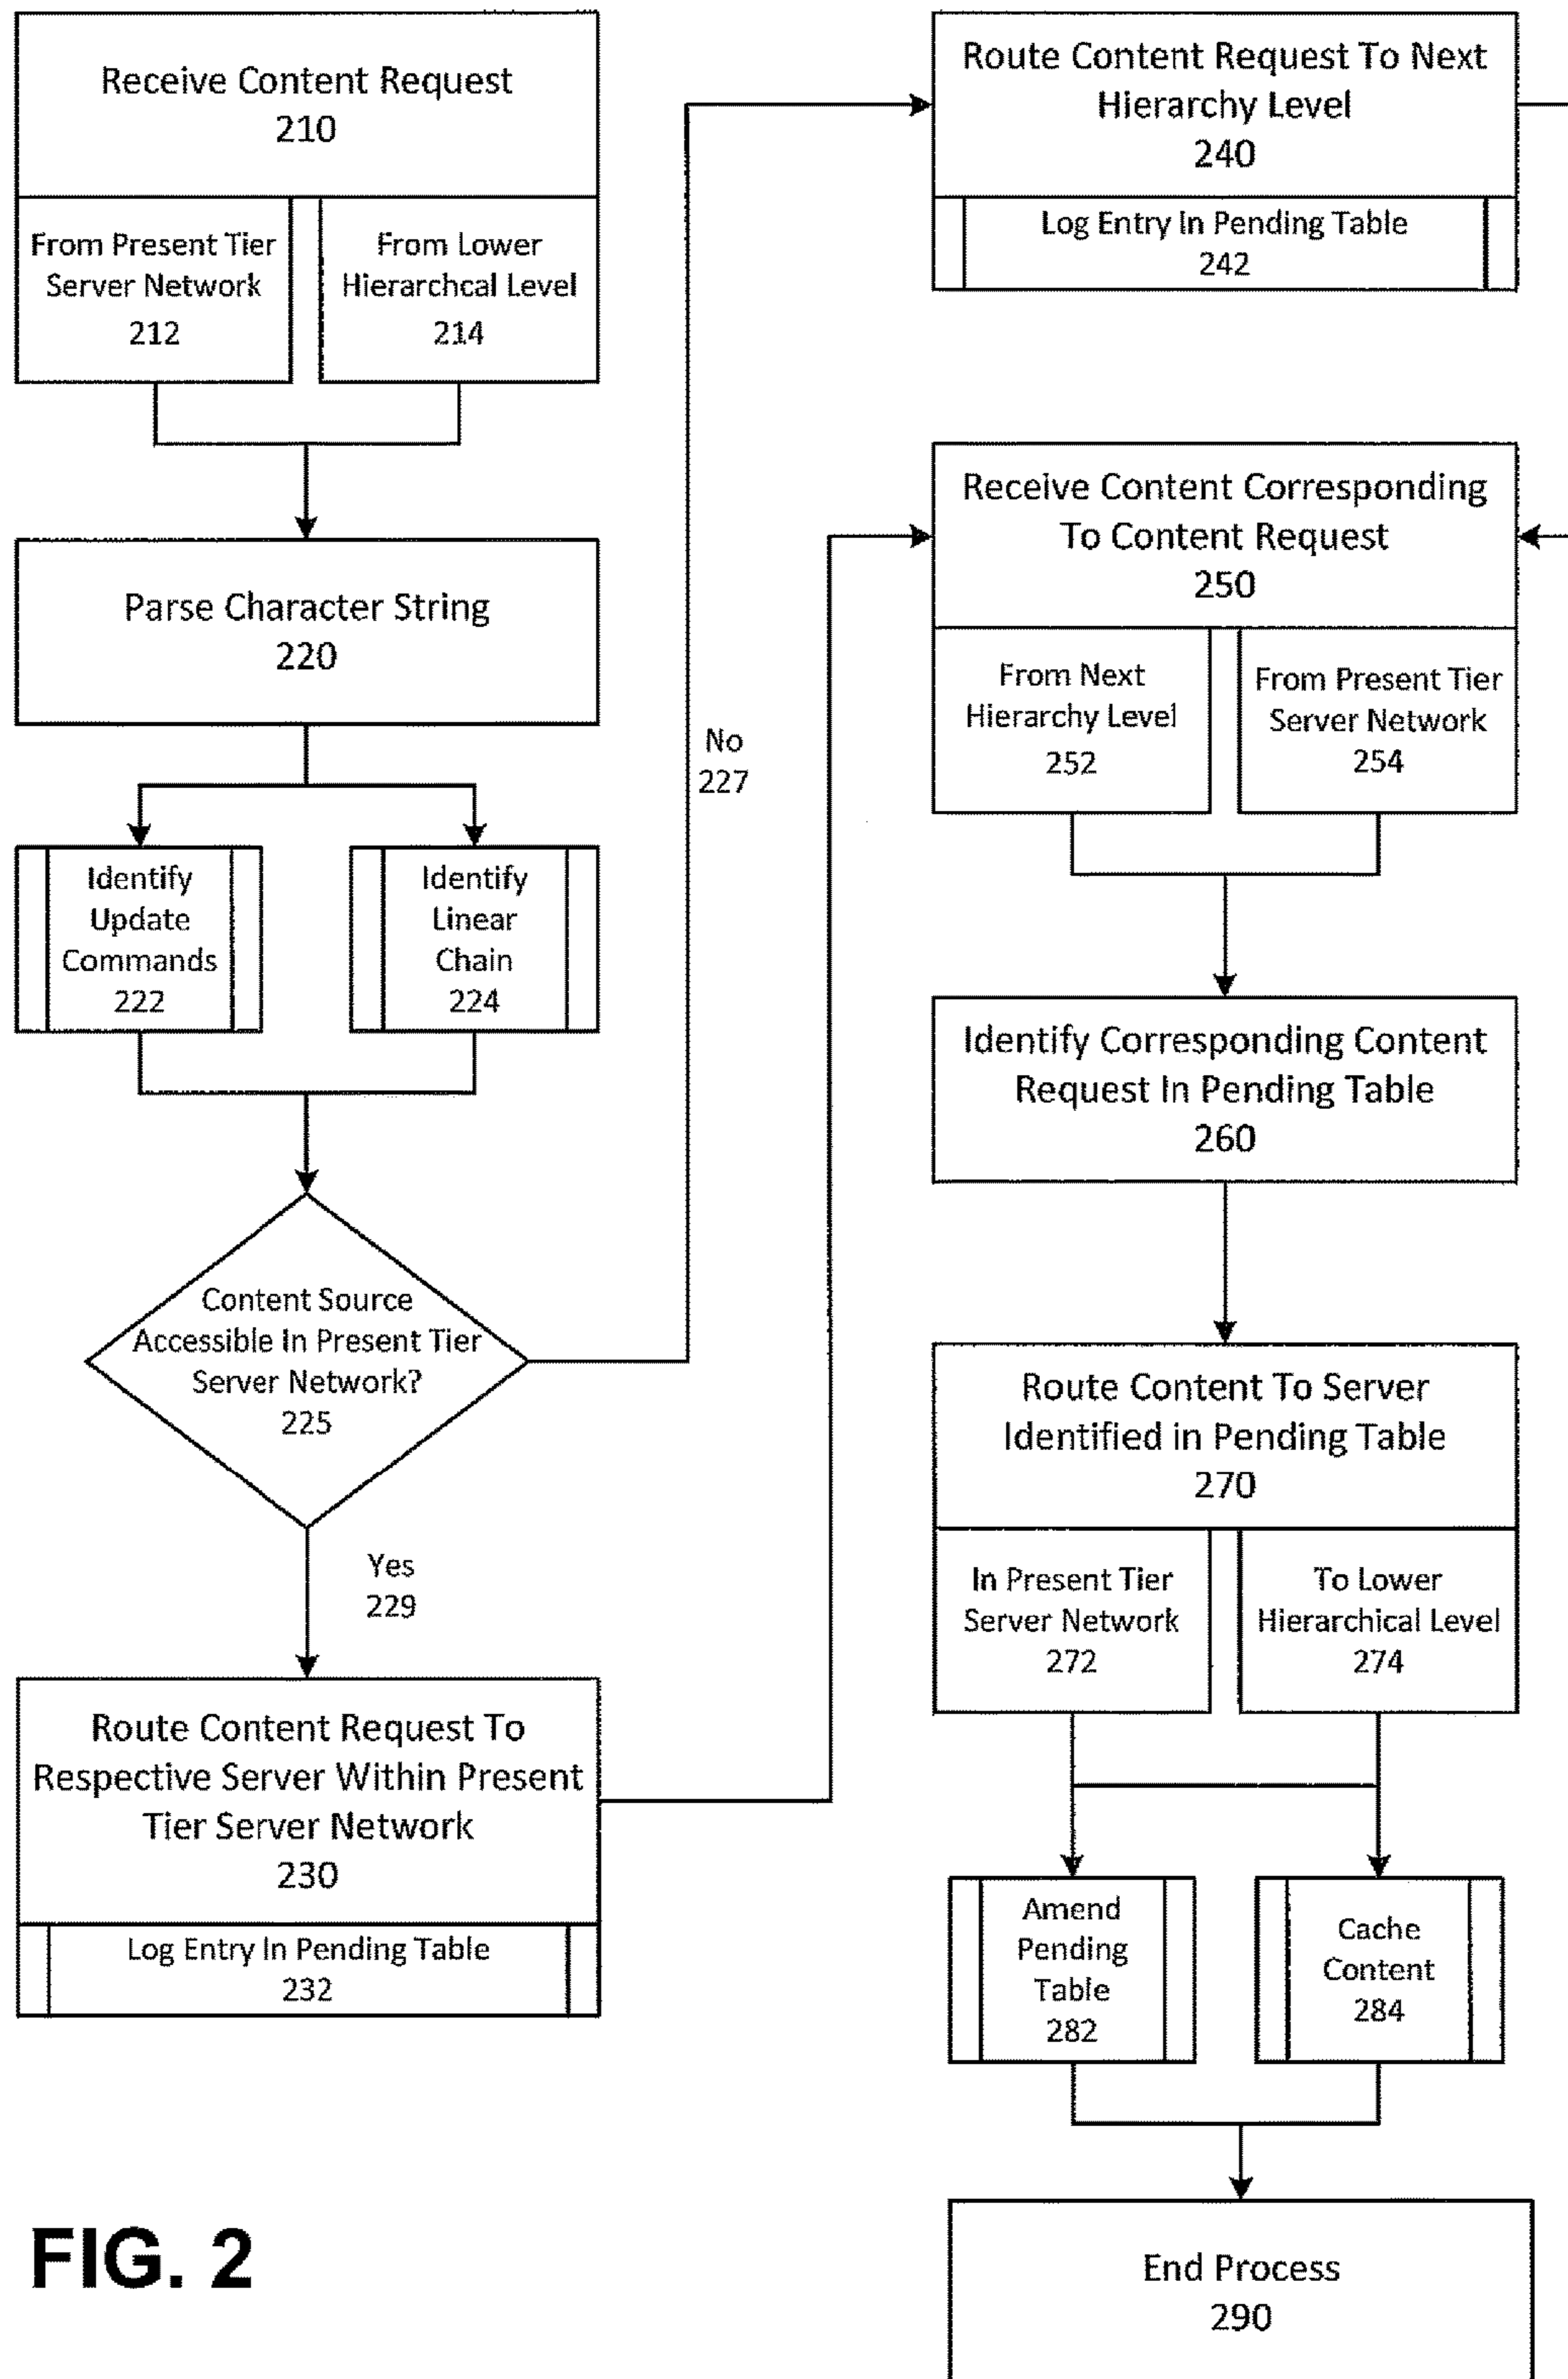 Receive Content Request
210
From Present Tier
Server Network
212
From Lower
Hierarchcal Level
214
Parse Character String
220
Identify
Update
Commands
222
Identify
Linear
Chain
224
Content Source
Accessible In Present Tier
Server Network?
225
No
227
Yes
229
Route Content Request To
Respective Server Within Present
Tier Server Network
230
Log Entry In Pending Table
232
Route Content Request To Next
Hierarchy Level
240
Log Entry In Pending Table
242
Receive Content Corresponding
To Content Request
250
From Next
Hierarchy Level
252
From Present Tier
Server Network
254
Identify Corresponding Content
Request In Pending Table
260
Route Content To Server
Identified in Pending Table
270
In Present Tier
Server Network
272
To Lower
Hierarchical Level
274
Amend
Pending
Table
282
Cache
Content
284
End Process
290
FIG. 2